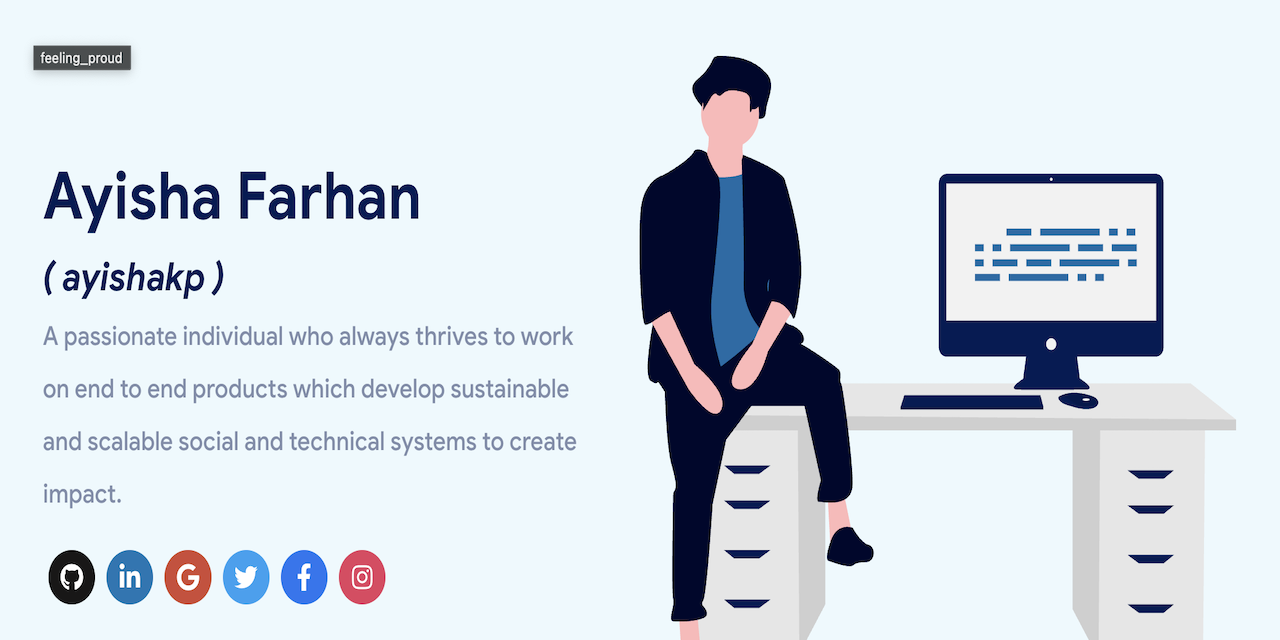 feeling_proud
Ayisha Farhan
( ayishakp )
A passionate individual who always thrives to work
on end to end products which develop sustainable
and scalable social and technical systems to create
impact.
in
G
f